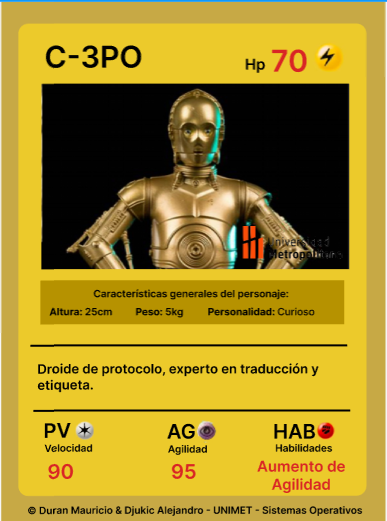 C-3PO
Hp 70
Universidad
Metropolitana
Características generales del personaje:
Altura: 25cm Peso: 5kg Personalidad: Curioso
Droide de protocolo, experto en traducción y
etiqueta.
PV AG HAB
Velocidad Agilidad Habilidades
90 95 Aumento de
Agilidad
© Duran Mauricio & Djukic Alejandro - UNIMET - Sistemas Operativos